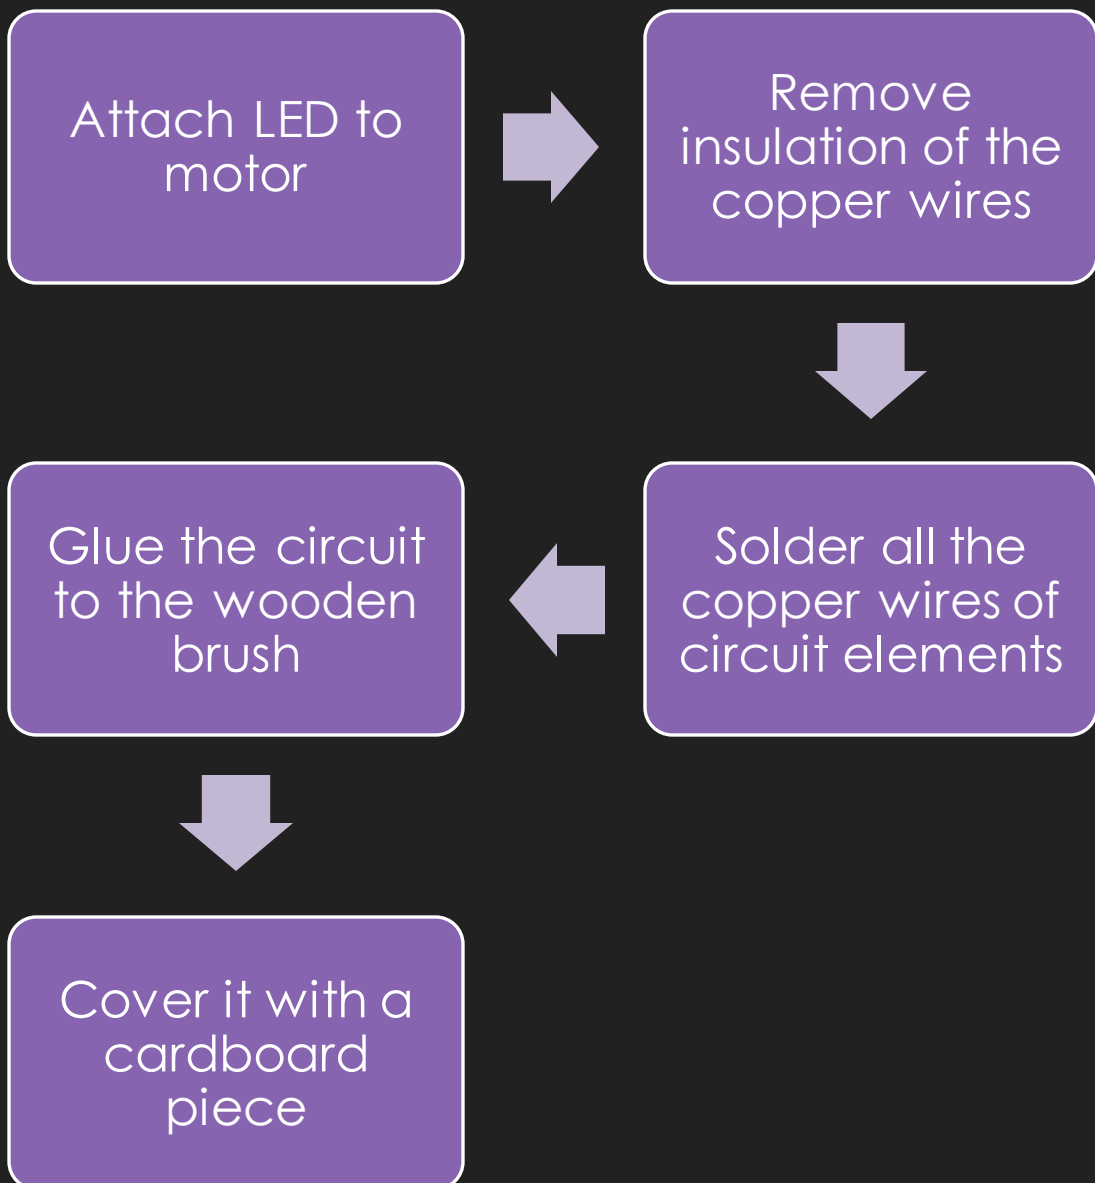 Attach LED to
motor
Remove
insulation of the
copper wires
Solder all the
copper wires of
circuit elements
Glue the circuit
to the wooden
brush
Cover it with a
cardboard
piece